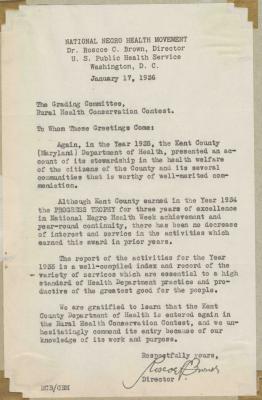 NATIONAL NEGRO HEALTH MOVEMENT
Dr. Roscoe C. Brown, Director
U. S. Public Health Service
Washington, D. C.
January 17, 1936
The Grading Committee,
Rural Health Conservation Contest.
To Whom These Greetings Come:
Again, in the Year 1935, the Kent County
(Maryland) Department of Health, presented an ac-
count of its stewardship in the health welfare
of the citizens of the County and its several
communities that is worthy of well-merited com-
mendation.
Although Kent County earned in the Year 1934
the PROGRESS TROPHY for three years of excellence
in National Negro Health Week achievement and
year-round continuity, there has been no decrease
of interest and service in the activities which
earned this award in prior years.
The report of the activities for the Year
1935 is a well-compiled index and record of the
variety of services which are essential to a high
standard of Health Department practice and pro-
ductive of the greatest good for the people.
We are gratified to learn that the Kent
County Department of Health is entered again in
the Rural Health Conservation Contest, and we un-
hesitatingly commend its entry because of our
knowledge of its work and purpose.
Respectfully yours,
Roscoe C. Brown
Director
RCB/GEM